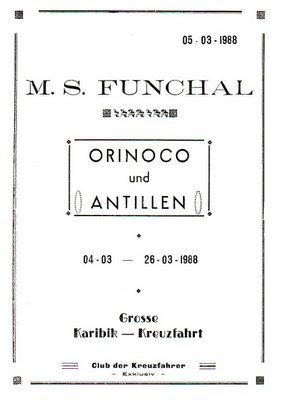 05-03-1988
M. S. FUNCHAL
ORINOCO
und
ANTILLEN
04-03 — 26-03-1988
Grosse
Karibik — Kreuzfahrt
Club der Kreuzfahrer
- Exklusiv -